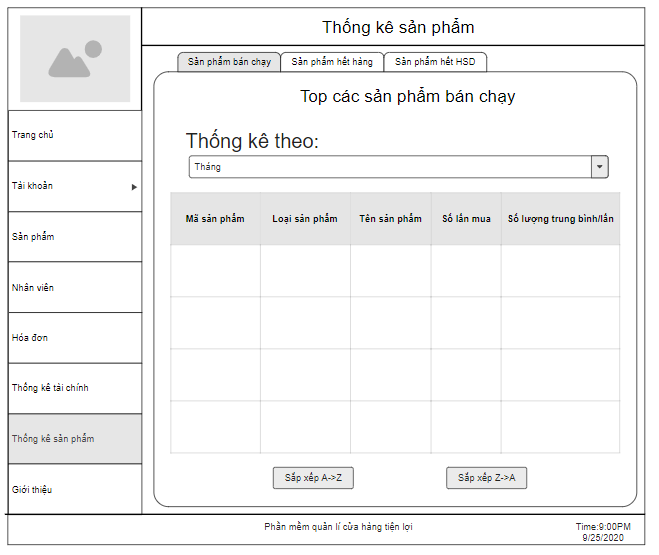 Thống kê sản phẩm
Sản phẩm bán chạy
Sản phẩm hết hàng
Sản phẩm hết HSD
Top các sản phẩm bán chạy
Thống kê theo:
Tháng
Mã sản phẩm
Loại sản phẩm
Tên sản phẩm
Số lần mua
Số lượng trung bình/lần
Sắp xếp A->Z
Sắp xếp Z->A
Trang chủ
Tài khoản
Sản phẩm
Nhân viên
Hóa đơn
Thống kê tài chính
Thống kê sản phẩm
Giới thiệu
Phần mềm quản lí cửa hàng tiện lợi
Time:9:00PM
9/25/2020